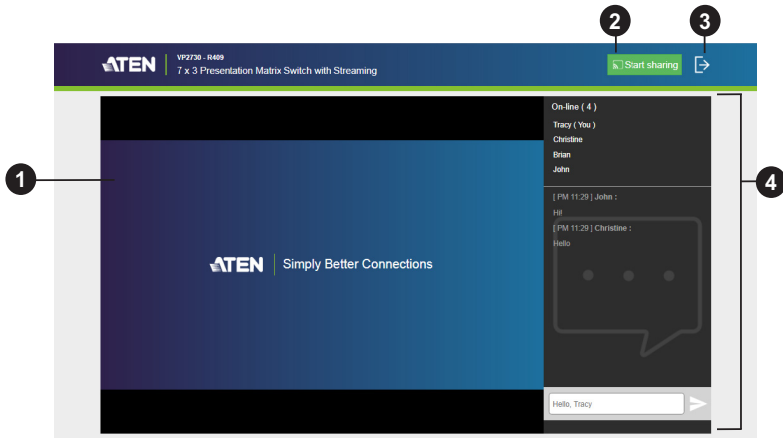 2
3
ATEN
VP2730 - R409
7 x 3 Presentation Matrix Switch with Streaming
Start sharing
On-line ( 4 )
Tracy ( You )
Christine
Brian
John
1
4
[ PM 11:29 ] John :
Hi!
[ PM 11:29 ] Christine :
Hello
ATEN
Simply Better Connections
Hello, Tracy